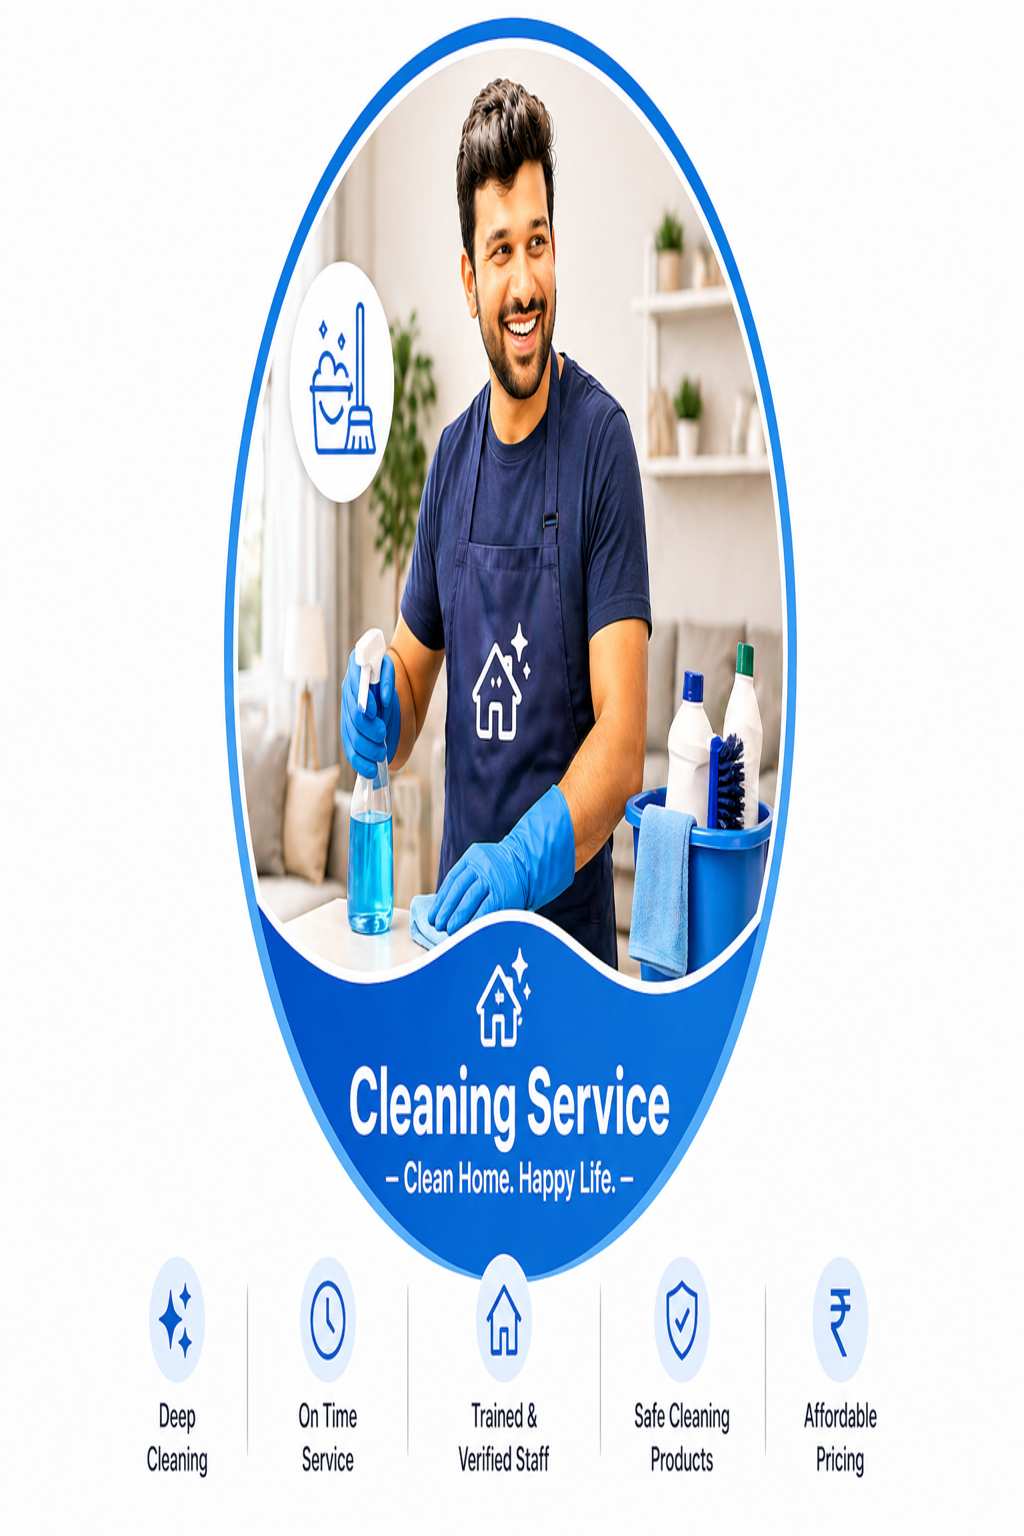 Cleaning Service
– Clean Home. Happy Life. –
Deep
Cleaning
On Time
Service
Trained &
Verified Staff
Safe Cleaning
Products
₹
Affordable
Pricing